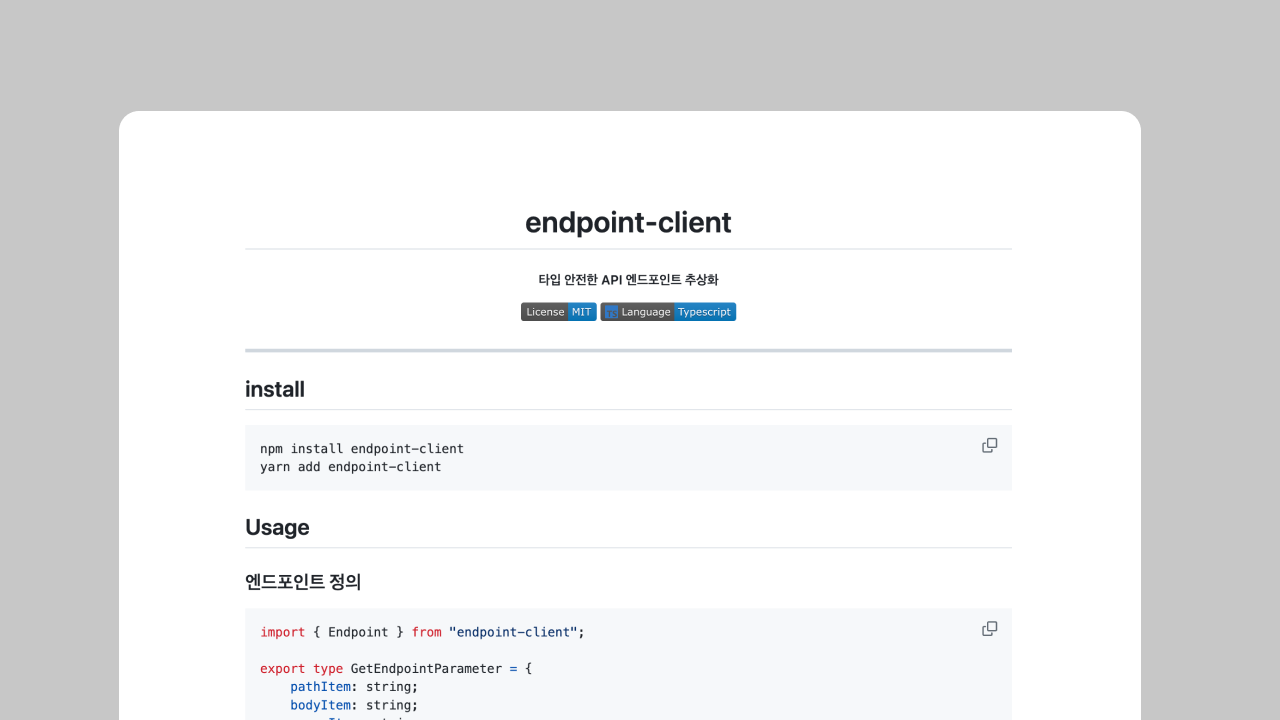 endpoint-client
타입 안전한 API 엔드포인트 추상화
License MIT TS Language Typescript
install
npm install endpoint-client
yarn add endpoint-client
Usage
엔드포인트 정의
import { Endpoint } from "endpoint-client";
export type GetEndpointParameter = {
pathItem: string;
bodyItem: string;